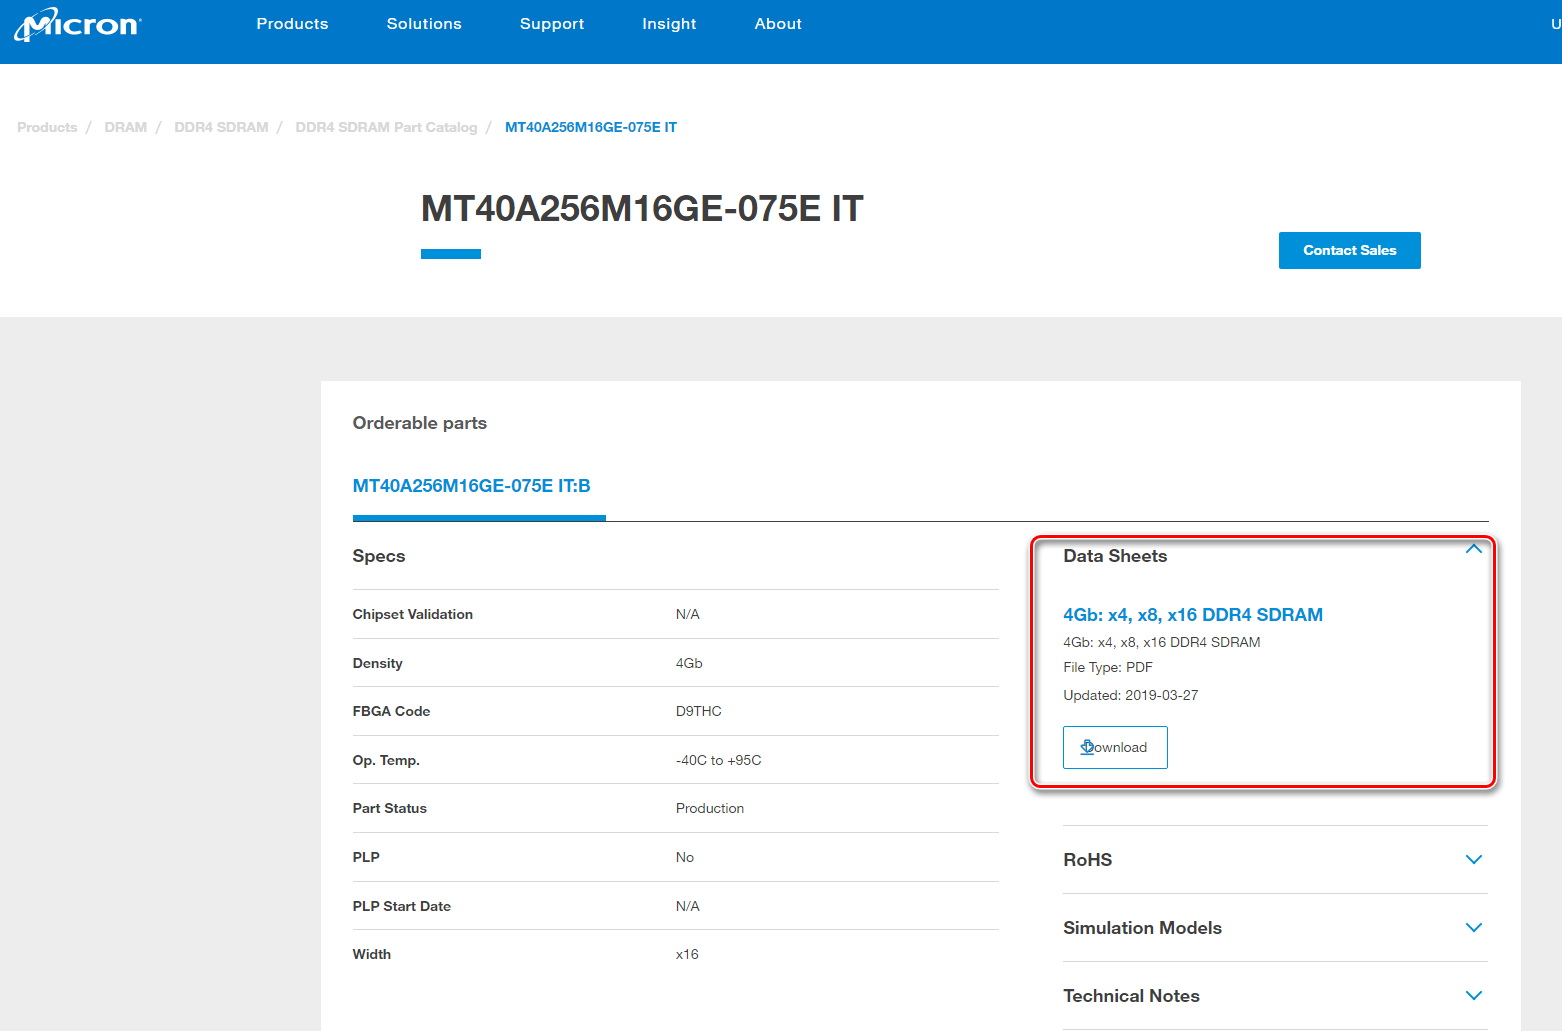 Micron
Products Solutions Support Insight About U
Products / DRAM / DDR4 SDRAM / DDR4 SDRAM Part Catalog / MT40A256M16GE-075E IT
MT40A256M16GE-075E IT
Contact Sales
Orderable parts
MT40A256M16GE-075E IT:B
Specs
Chipset Validation N/A
Density 4Gb
FBGA Code D9THC
Op. Temp. -40C to +95C
Part Status Production
PLP No
PLP Start Date N/A
Width x16
Data Sheets
4Gb: x4, x8, x16 DDR4 SDRAM
4Gb: x4, x8, x16 DDR4 SDRAM
File Type: PDF
Updated: 2019-03-27
Download
RoHS
Simulation Models
Technical Notes